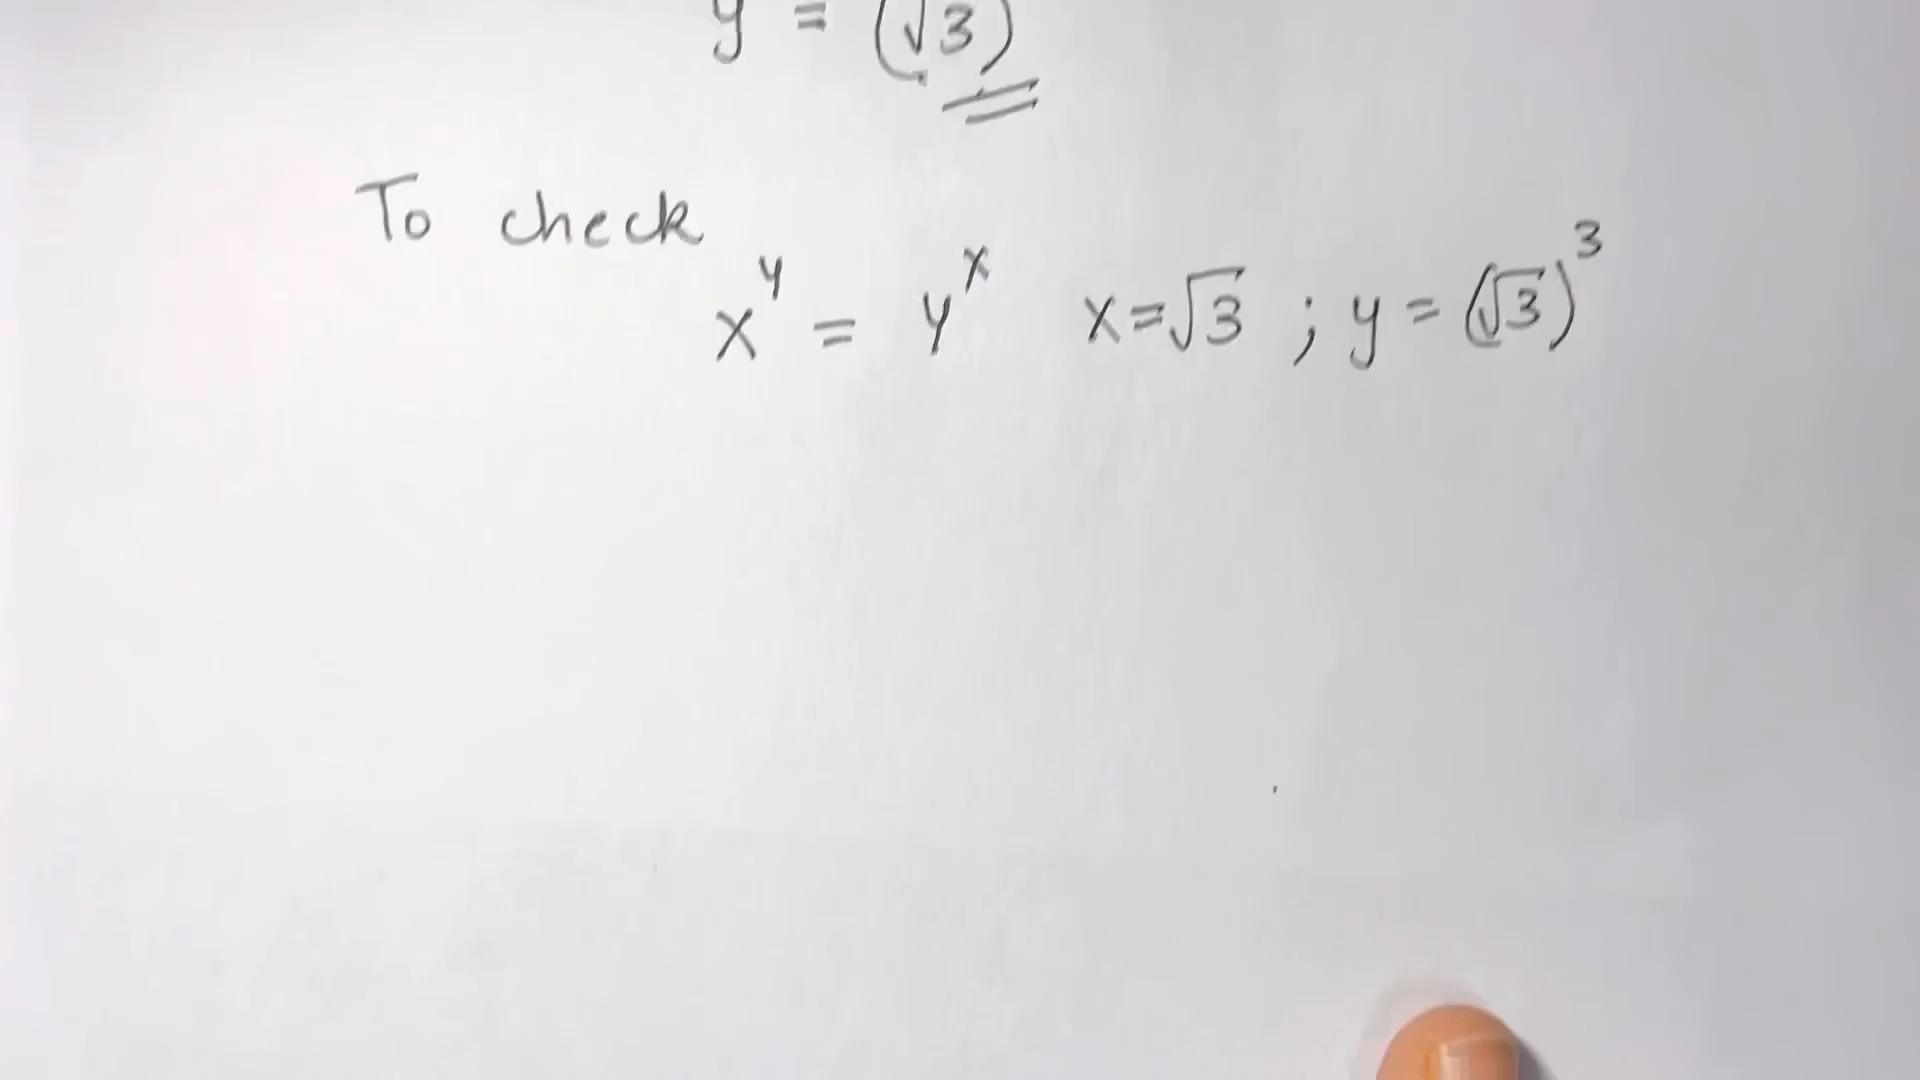 y = (√3)
To check
x^y = y^x x=√3 ; y = (√3)^3